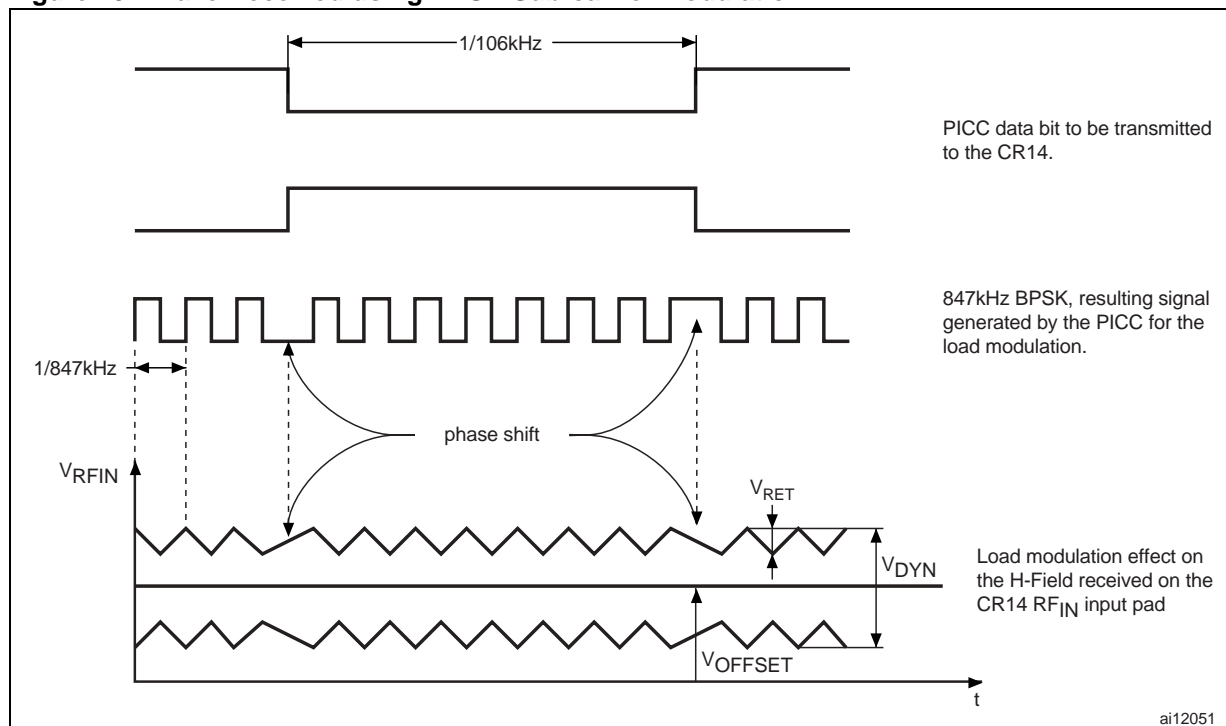 1/106kHz
PICC data bit to be transmitted
to the CR14.
847kHz BPSK, resulting signal
generated by the PICC for the
load modulation.
1/847kHz
phase shift
VRFIN
VRET
VDYN
Load modulation effect on
the H-Field received on the
CR14 RFIN input pad
VOFFSET
t
ai12051